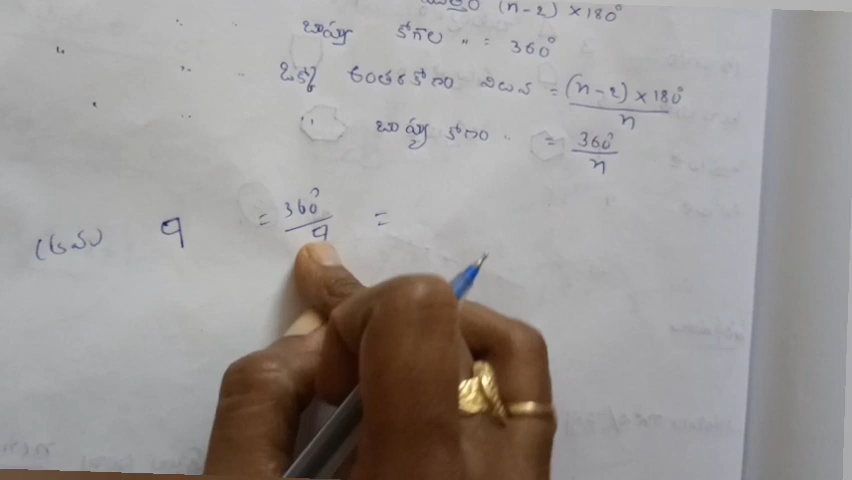 (n-2) × 180°
బాహ్య కోణాల " = 360°
" " " ఒక్కో అంతరకోణం విలువ = (n-2) × 180° / n
" " బాహ్య కోణం " = 360° / n
9 = 360° / 9 =